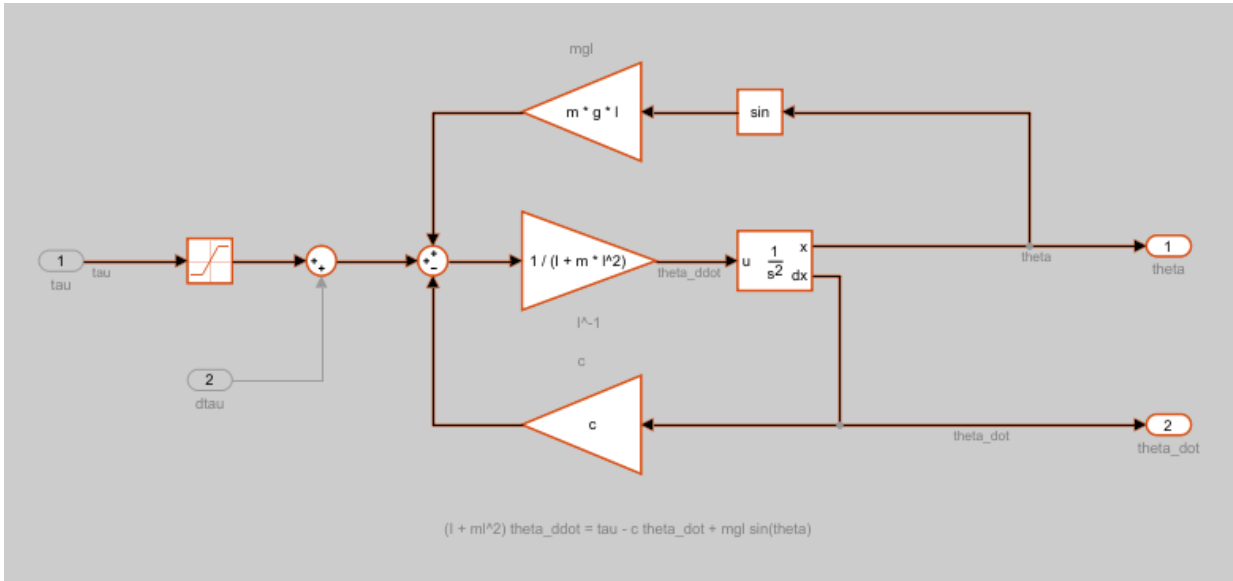 mgl
m * g * l
sin
1
tau
tau
+
+
+
+
-
1 / (I + m * l^2)
theta_ddot
u
1
s2
x
dx
theta
1
theta
I^-1
c
2
dtau
c
theta_dot
2
theta_dot
(I + ml^2) theta_ddot = tau - c theta_dot + mgl sin(theta)